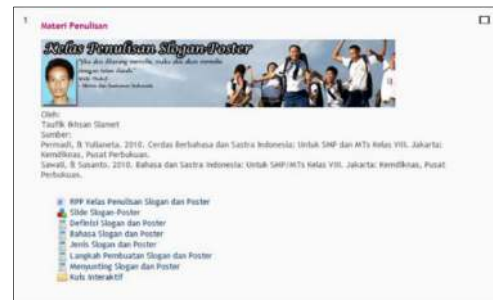 1
Materi Penulisan
Kelas Penulisan Slogan-Poster
Oleh:
Taufik Ikhsan Slamet
Sumber:
Permadi, & Yulianeta. 2010. Cerdas Berbahasa dan Sastra Indonesia: Untuk SMP dan MTs Kelas VIII. Jakarta:
Kemdiknas, Pusat Perbukuan.
Sawali, & Susanto. 2010. Bahasa dan Sastra Indonesia: Untuk SMP/MTs Kelas VIII. Jakarta: Kemdiknas, Pusat
Perbukuan.
RPP Kelas Penulisan Slogan dan Poster
Slide Slogan-Poster
Definisi Slogan dan Poster
Bahasa Slogan dan Poster
Jenis Slogan dan Poster
Langkah Pembuatan Slogan dan Poster
Menyunting Slogan dan Poster
Kuis Interaktif